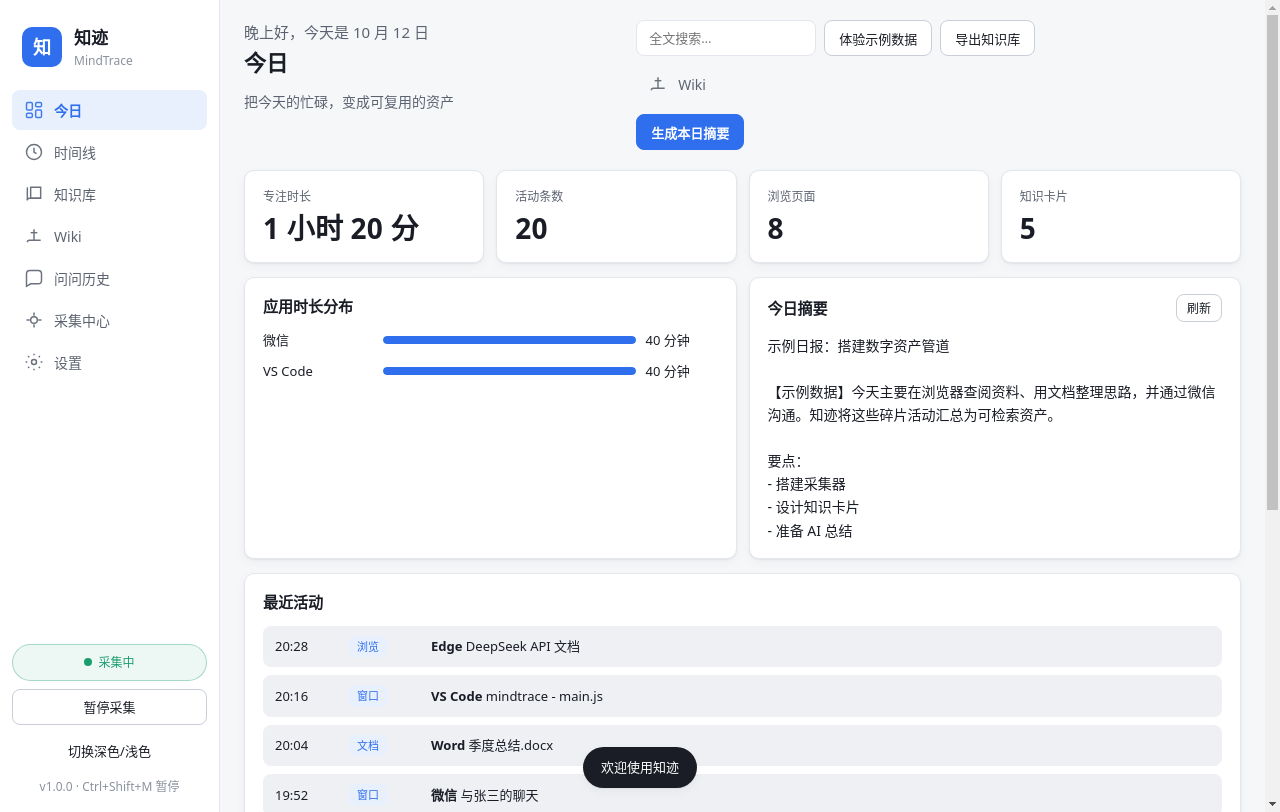 知
知迹
MindTrace
今日
时间线
知识库
Wiki
问问历史
采集中心
设置
采集中
暂停采集
切换深色/浅色
v1.0.0 · Ctrl+Shift+M 暂停
晚上好，今天是 10 月 12 日
今日
把今天的忙碌，变成可复用的资产
全文搜索...
体验示例数据
导出知识库
Wiki
生成本日摘要
专注时长
1 小时 20 分
活动条数
20
浏览页面
8
知识卡片
5
应用时长分布
微信 40 分钟
VS Code 40 分钟
今日摘要
刷新
示例日报：搭建数字资产管道
【示例数据】今天主要在浏览器查阅资料、用文档整理思路，并通过微信
沟通。知迹将这些碎片活动汇总为可检索资产。
要点：
- 搭建采集器
- 设计知识卡片
- 准备 AI 总结
最近活动
20:28 浏览 Edge DeepSeek API 文档
20:16 窗口 VS Code mindtrace - main.js
20:04 文档 Word 季度总结.docx
19:52 窗口 微信 与张三的聊天
欢迎使用知迹